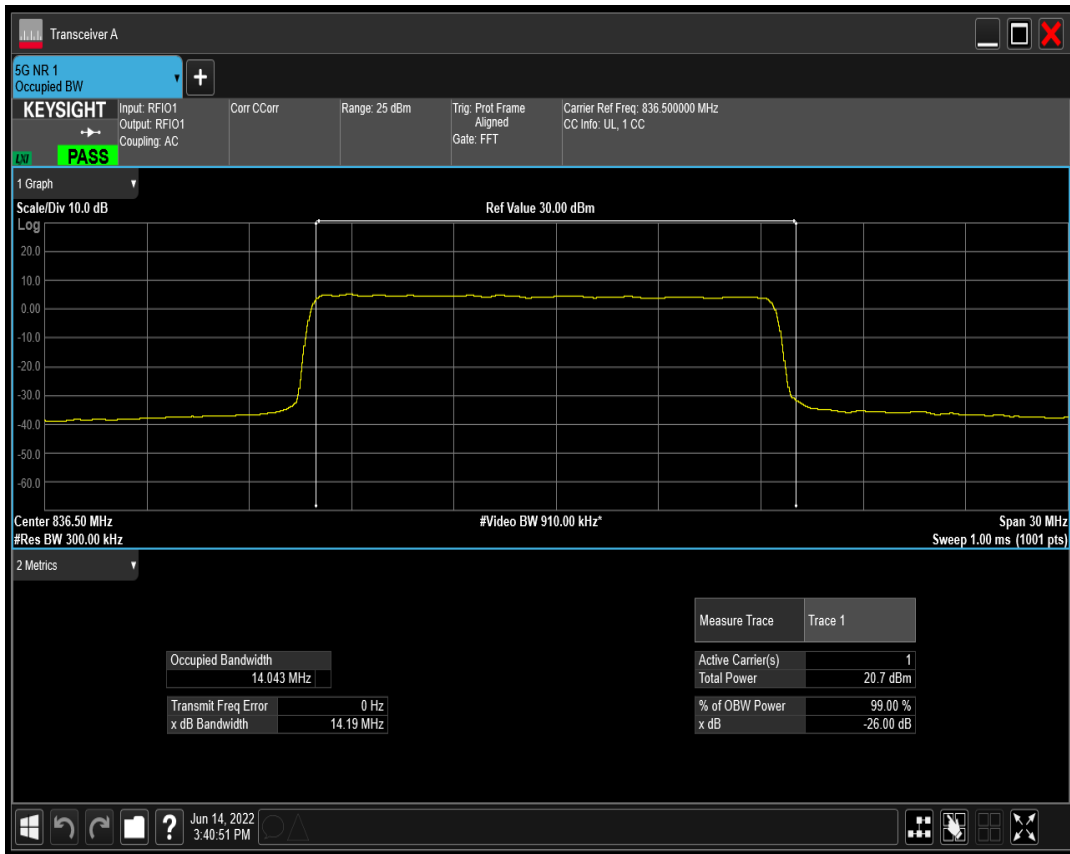 Transceiver A
5G NR 1
Occupied BW
+
KEYSIGHT
LXI
PASS
Input: RFIO1
Output: RFIO1
Coupling: AC
Corr CCorr
Range: 25 dBm
Trig: Prot Frame
Aligned
Gate: FFT
Carrier Ref Freq: 836.500000 MHz
CC Info: UL, 1 CC
1 Graph
Scale/Div 10.0 dB
Ref Value 30.00 dBm
Log
20.0
10.0
0.00
-10.0
-20.0
-30.0
-40.0
-50.0
-60.0
Center 836.50 MHz
#Video BW 910.00 kHz*
Span 30 MHz
#Res BW 300.00 kHz
Sweep 1.00 ms (1001 pts)
2 Metrics
Measure Trace Trace 1
Occupied Bandwidth
14.043 MHz
Active Carrier(s) 1
Total Power 20.7 dBm
Transmit Freq Error 0 Hz
x dB Bandwidth 14.19 MHz
% of OBW Power 99.00 %
x dB -26.00 dB
?
Jun 14, 2022
3:40:51 PM